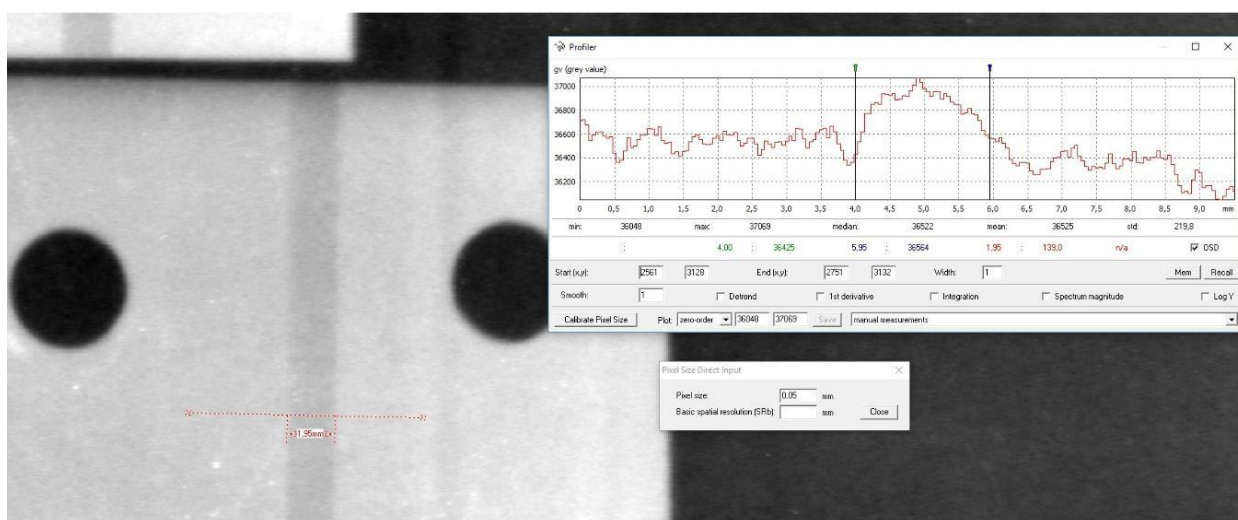 Profiler
gv (grey value)
37000
36800
36600
36400
36200
0 0,5 1,0 1,5 2,0 2,5 3,0 3,5 4,0 4,5 5,0 5,5 6,0 6,5 7,0 7,5 8,0 8,5 9,0 mm
min: 36048 max: 37069 median: 36522 mean: 36525 std: 219,8
: 4,00 : 36425 5,95 : 36564 1,95 : 139,0 n/a OSD
Start (x,y): 2561 3128 End (x,y): 2751 3132 Width: 1 Mem Recall
Smooth: 1 Detrend 1st derivative Integration Spectrum magnitude Log Y
Calibrate Pixel Size Plot: zero-order 36048 37069 Save manual measurements
Pixel Size Direct Input
Pixel size: 0.05 mm
Basic spatial resolution (SRb): mm Close
1,95mm